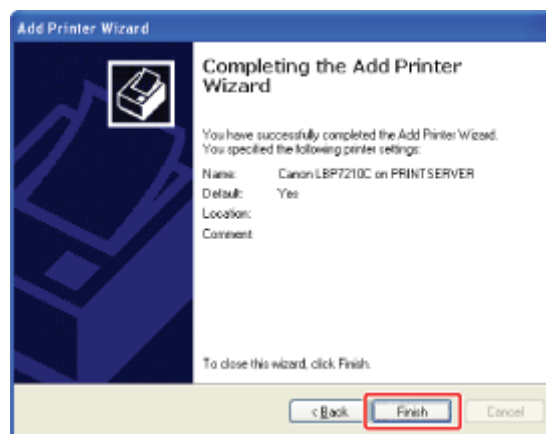 Add Printer Wizard
Completing the Add Printer
Wizard
You have successfully completed the Add Printer Wizard.
You specified the following printer settings:
Name: Canon LBP7210C on PRINTSERVER
Default: Yes
Location:
Comment:
To close this wizard, click Finish.
< Back Finish Cancel